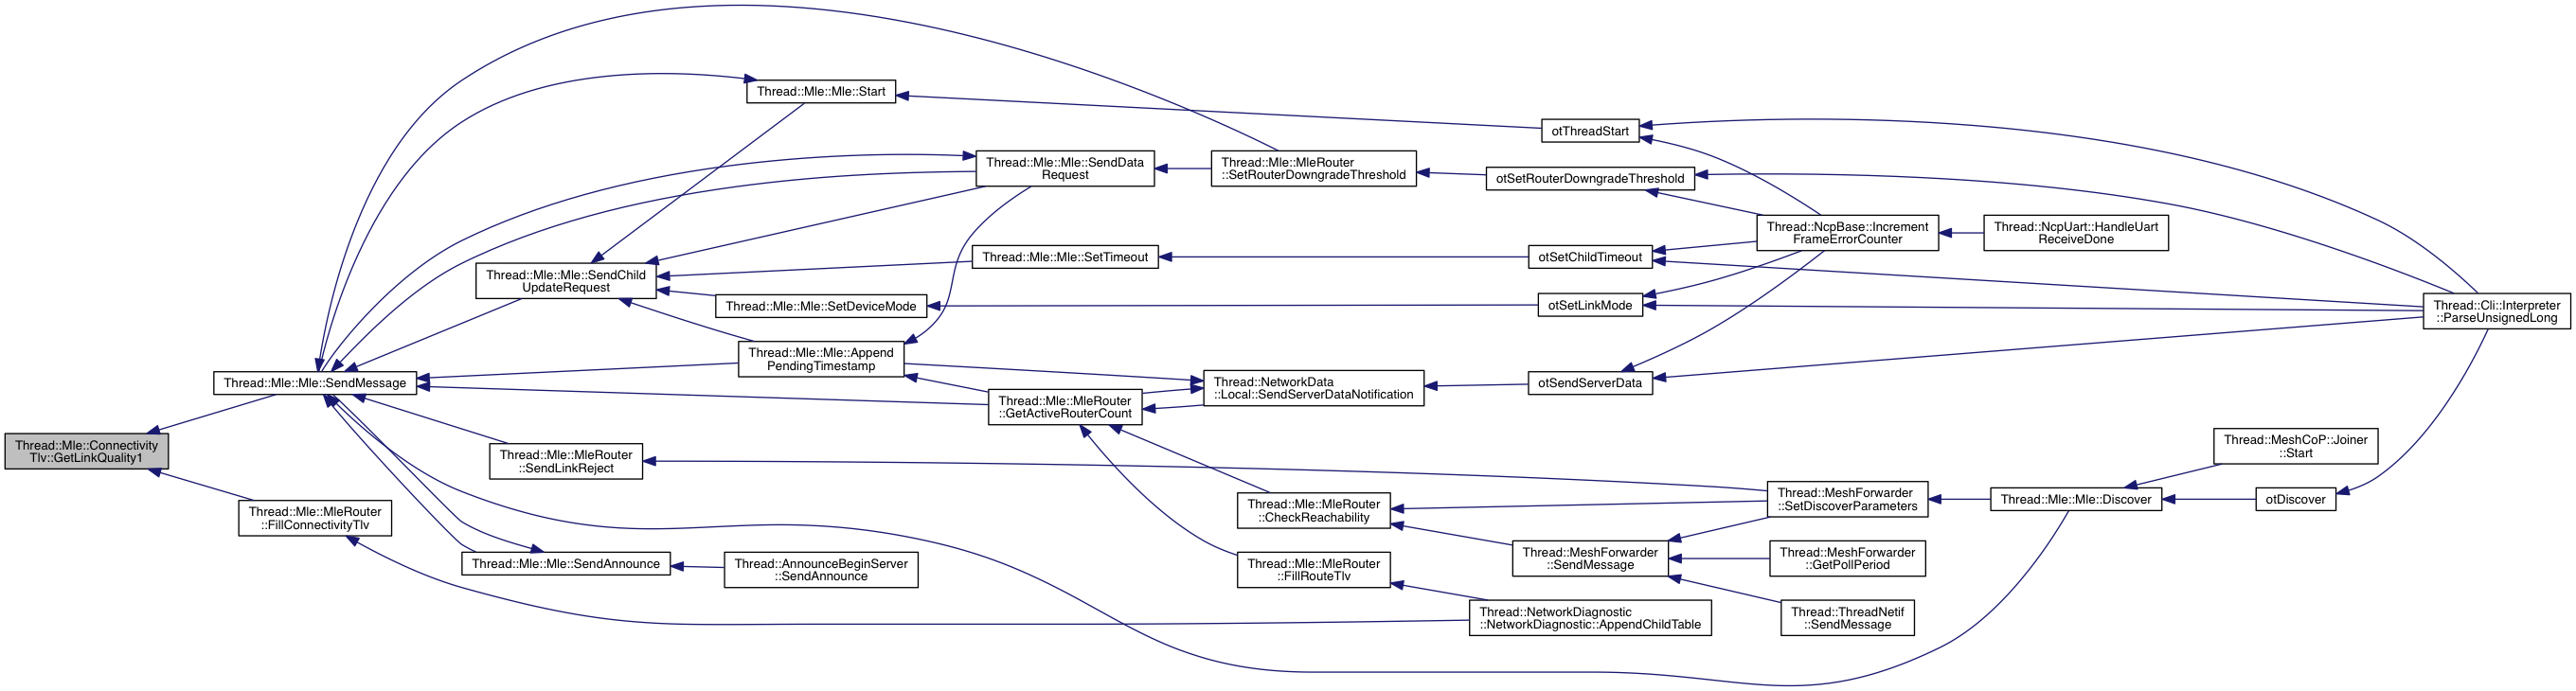 Thread::Mle::Mle::Start
otThreadStart
Thread::Mle::Mle::SendData
Request
Thread::Mle::MleRouter
::SetRouterDowngradeThreshold
otSetRouterDowngradeThreshold
Thread::NcpBase::Increment
FrameErrorCounter
Thread::NcpUart::HandleUart
ReceiveDone
Thread::Mle::Mle::SendChild
UpdateRequest
Thread::Mle::Mle::SetTimeout
otSetChildTimeout
Thread::Mle::Mle::SetDeviceMode
otSetLinkMode
Thread::Cli::Interpreter
::ParseUnsignedLong
Thread::Mle::Mle::Append
PendingTimestamp
Thread::Mle::Mle::SendMessage
Thread::NetworkData
::Local::SendServerDataNotification
otSendServerData
Thread::Mle::MleRouter
::GetActiveRouterCount
Thread::Mle::Connectivity
Tlv::GetLinkQuality1
Thread::Mle::MleRouter
::SendLinkReject
Thread::MeshCoP::Joiner
::Start
Thread::Mle::MleRouter
::FillConnectivityTlv
Thread::Mle::MleRouter
::CheckReachability
Thread::MeshForwarder
::SetDiscoverParameters
Thread::Mle::Mle::Discover
otDiscover
Thread::Mle::Mle::SendAnnounce
Thread::AnnounceBeginServer
::SendAnnounce
Thread::Mle::MleRouter
::FillRouteTlv
Thread::MeshForwarder
::SendMessage
Thread::MeshForwarder
::GetPollPeriod
Thread::NetworkDiagnostic
::NetworkDiagnostic::AppendChildTable
Thread::ThreadNetif
::SendMessage